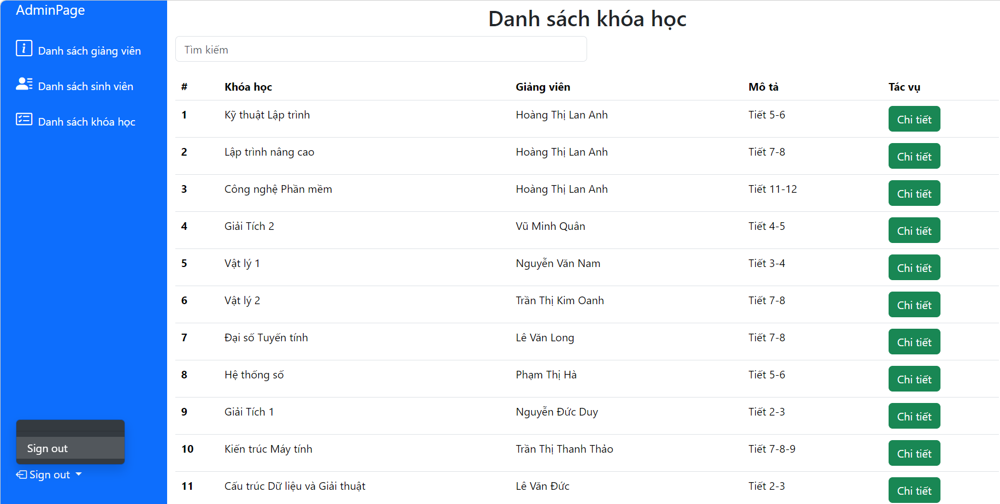 AdminPage
Danh sách giảng viên
Danh sách sinh viên
Danh sách khóa học
Sign out
Sign out
Danh sách khóa học
Tìm kiếm
# Khóa học Giảng viên Mô tả Tác vụ
1 Kỹ thuật Lập trình Hoàng Thị Lan Anh Tiết 5-6 Chi tiết
2 Lập trình nâng cao Hoàng Thị Lan Anh Tiết 7-8 Chi tiết
3 Công nghệ Phần mềm Hoàng Thị Lan Anh Tiết 11-12 Chi tiết
4 Giải Tích 2 Vũ Minh Quân Tiết 4-5 Chi tiết
5 Vật lý 1 Nguyễn Văn Nam Tiết 3-4 Chi tiết
6 Vật lý 2 Trần Thị Kim Oanh Tiết 7-8 Chi tiết
7 Đại số Tuyến tính Lê Văn Long Tiết 7-8 Chi tiết
8 Hệ thống số Phạm Thị Hà Tiết 5-6 Chi tiết
9 Giải Tích 1 Nguyễn Đức Duy Tiết 2-3 Chi tiết
10 Kiến trúc Máy tính Trần Thị Thanh Thảo Tiết 7-8-9 Chi tiết
11 Cấu trúc Dữ liệu và Giải thuật Lê Văn Đức Tiết 2-3 Chi tiết